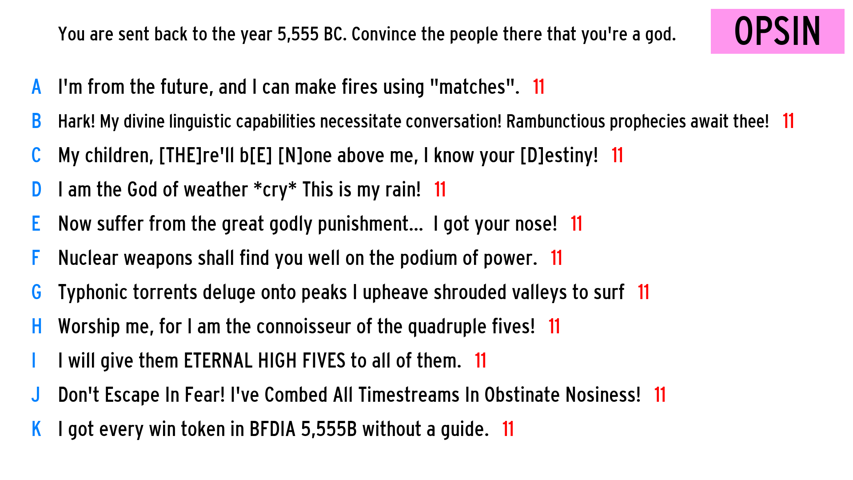 You are sent back to the year 5,555 BC. Convince the people there that you're a god.
OPSIN
A I'm from the future, and I can make fires using "matches". 11
B Hark! My divine linguistic capabilities necessitate conversation! Rambunctious prophecies await thee! 11
C My children, [THE]re'll b[E] [N]one above me, I know your [D]estiny! 11
D I am the God of weather *cry* This is my rain! 11
E Now suffer from the great godly punishment... I got your nose! 11
F Nuclear weapons shall find you well on the podium of power. 11
G Typhonic torrents deluge onto peaks I upheave shrouded valleys to surf 11
H Worship me, for I am the connoisseur of the quadruple fives! 11
I I will give them ETERNAL HIGH FIVES to all of them. 11
J Don't Escape In Fear! I've Combed All Timestreams In Obstinate Nosiness! 11
K I got every win token in BFDIA 5,555B without a guide. 11